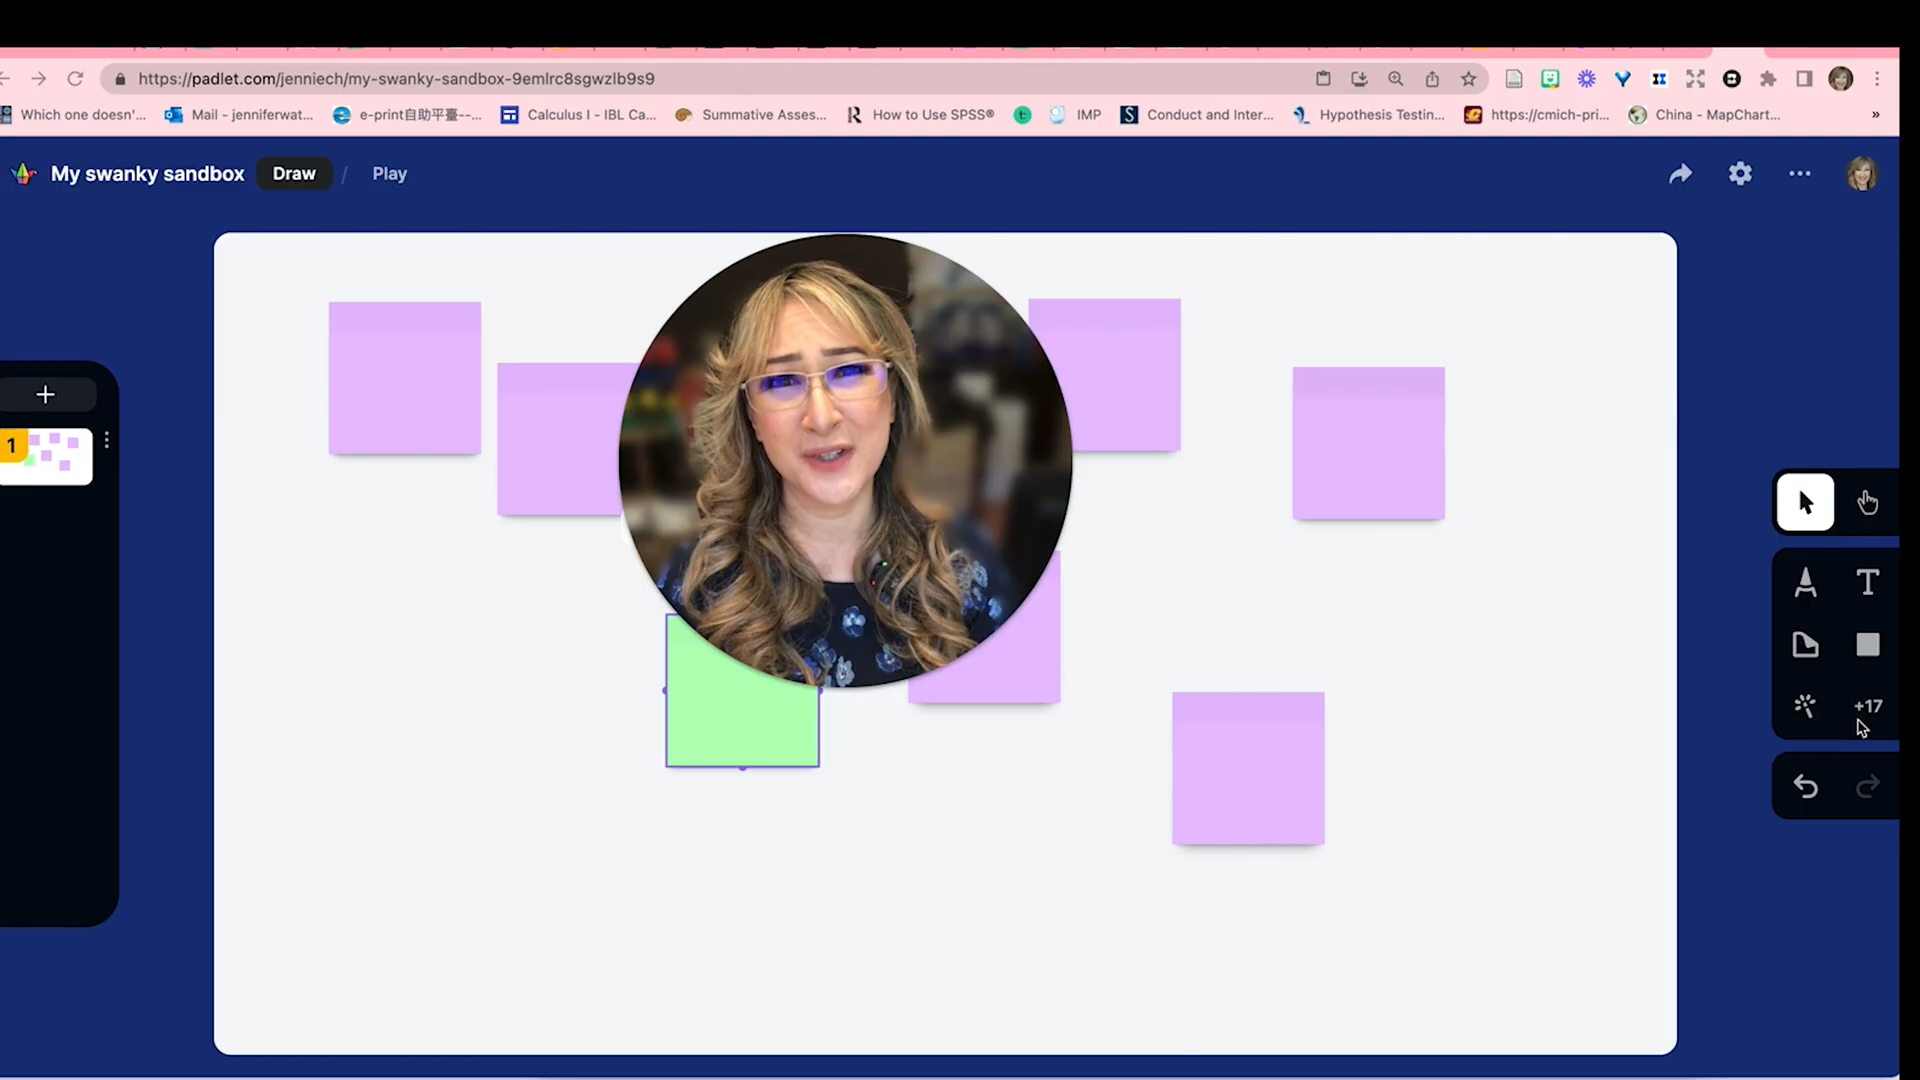 https://padlet.com/jenniech/my-swanky-sandbox-9emlrc8sgwzlb9s9
Which one doesn'... Mail - jenniferwat... e-print自助平臺--... Calculus I - IBL Ca... Summative Asses... How to Use SPSS® IMP Conduct and Inter... Hypothesis Testin... https://cmich-pri... China - MapChart... »
My swanky sandbox Draw / Play
1
T
+17